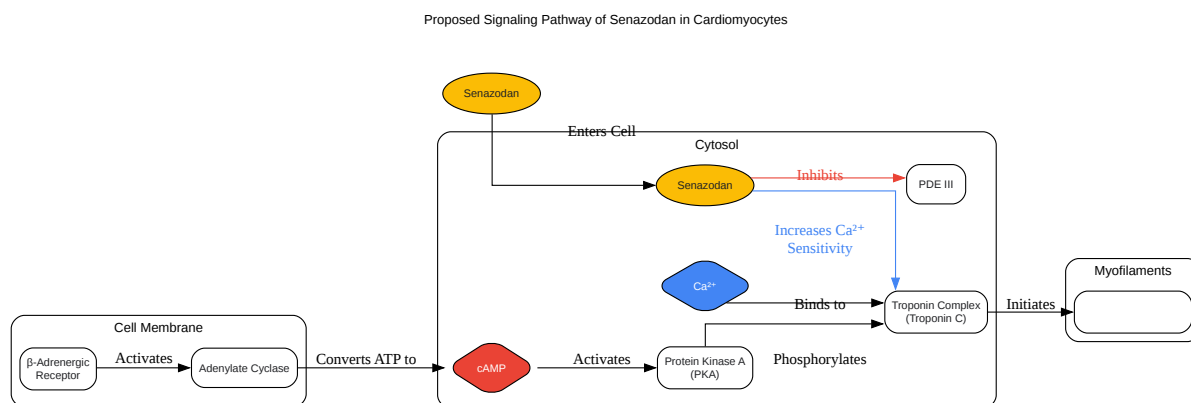 Proposed Signaling Pathway of Senazodan in Cardiomyocytes
Senazodan
Enters Cell
Cytosol
Senazodan
Inhibits
PDE III
Increases Ca²⁺
Sensitivity
Ca²⁺
Binds to
Troponin Complex
(Troponin C)
Initiates
Myofilaments
Cell Membrane
β-Adrenergic
Receptor
Activates
Adenylate Cyclase
Converts ATP to
cAMP
Activates
Protein Kinase A
(PKA)
Phosphorylates